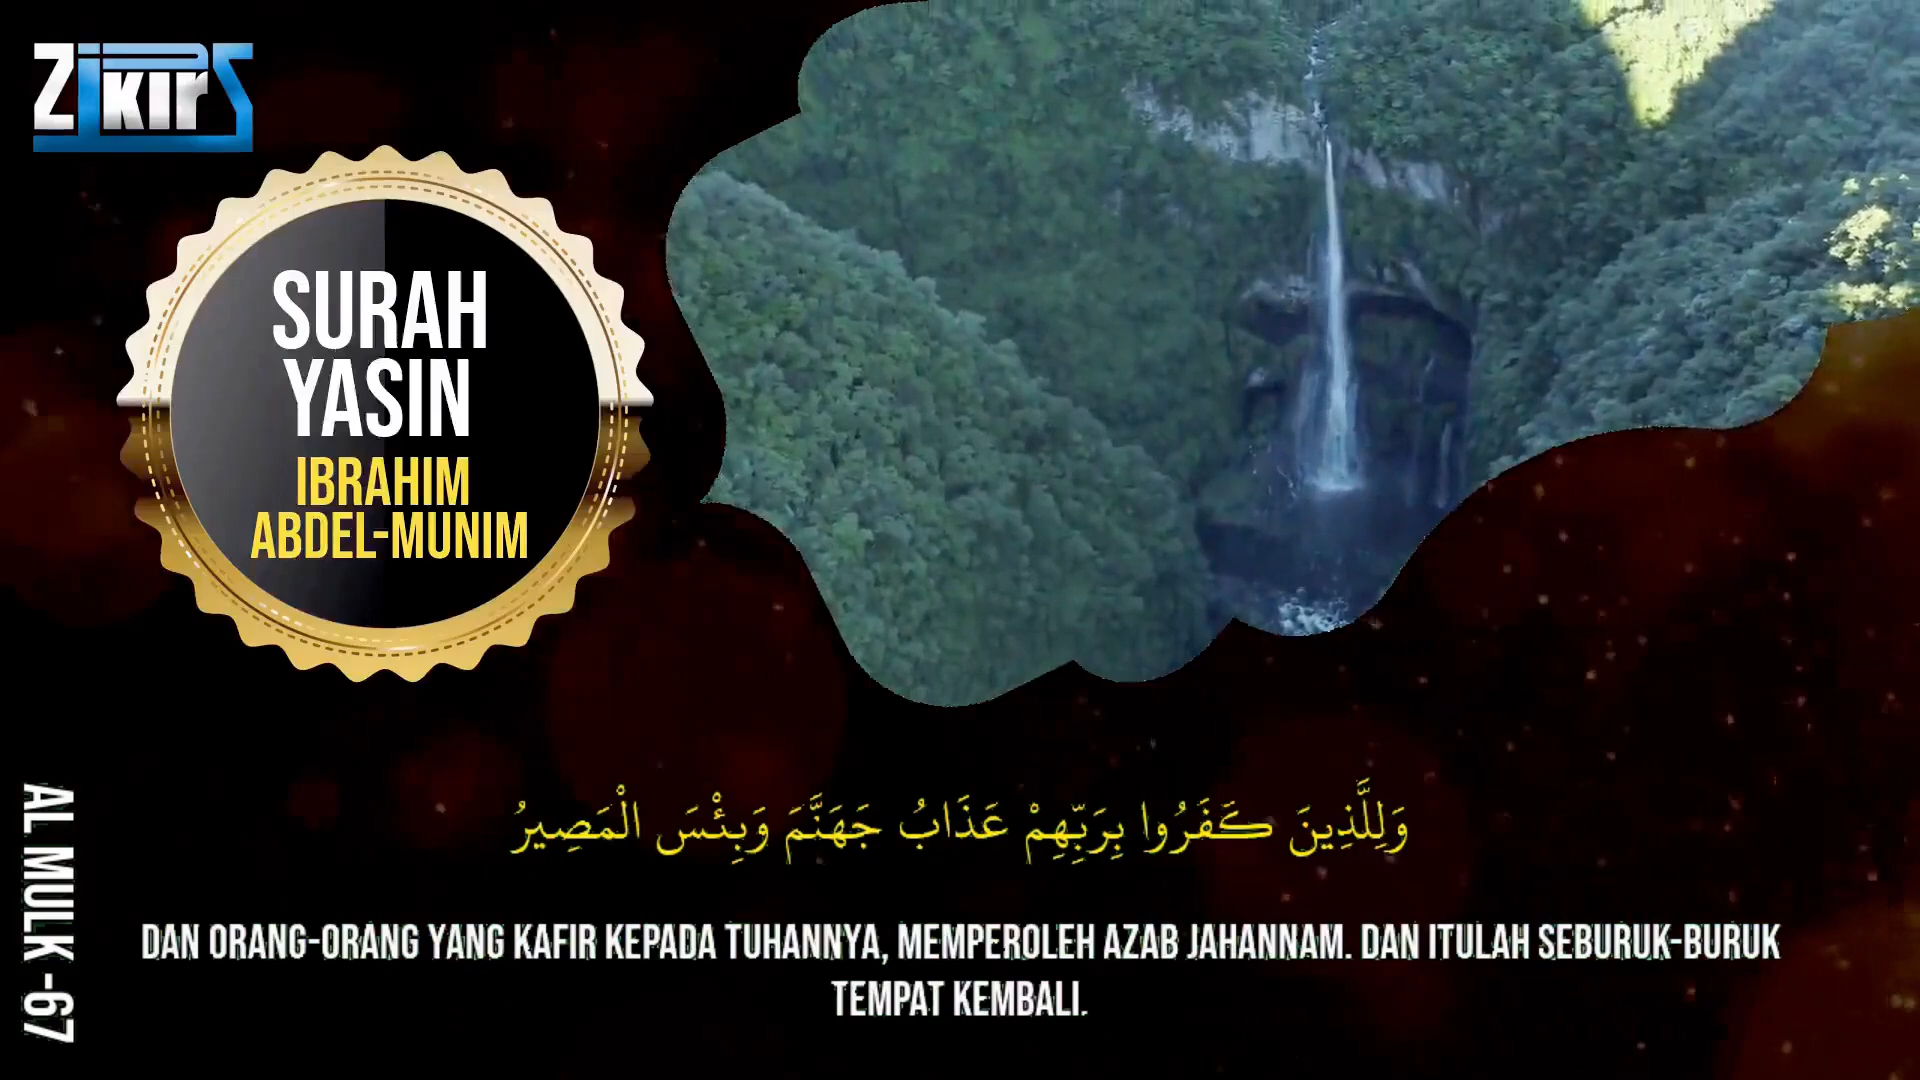 ZikirS
SURAH
YASIN
IBRAHIM
ABDEL-MUNIM
وَلِلَّذِينَ كَفَرُوا بِرَبِّهِمْ عَذَابُ جَهَنَّمَ وَبِئْسَ الْمَصِيرُ
DAN ORANG-ORANG YANG KAFIR KEPADA TUHANNYA, MEMPEROLEH AZAB JAHANNAM. DAN ITULAH SEBURUK-BURUK
TEMPAT KEMBALI.
AL MULK -67